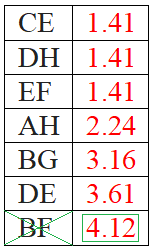 CE 1.41
DH 1.41
EF 1.41
AH 2.24
BG 3.16
DE 3.61
BF 4.12